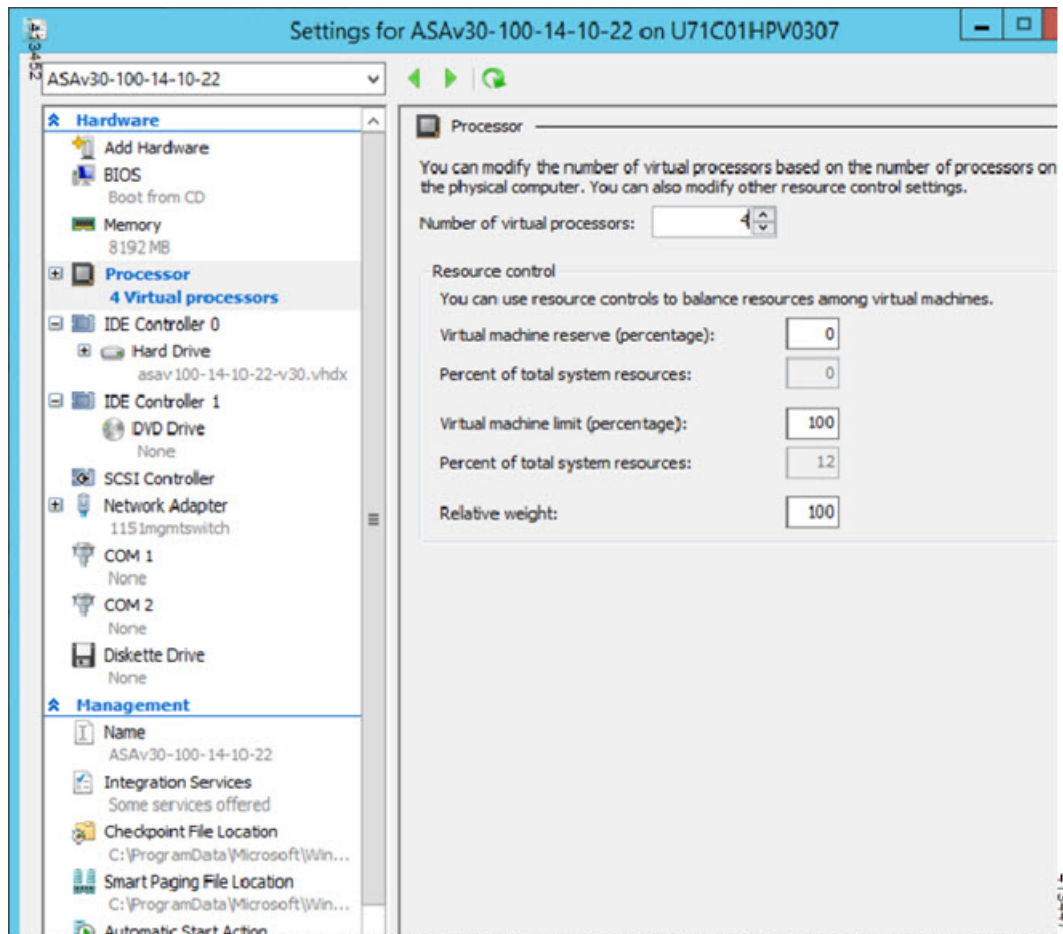 Settings for ASAv30-100-14-10-22 on U71C01HPV0307
413452
ASAv30-100-14-10-22
Hardware
Add Hardware
BIOS
Boot from CD
Memory
8192 MB
Processor
4 Virtual processors
IDE Controller 0
Hard Drive
asav100-14-10-22-v30.vhdx
IDE Controller 1
DVD Drive
None
SCSI Controller
Network Adapter
1151mgmtswitch
COM 1
None
COM 2
None
Diskette Drive
None
Management
Name
ASAv30-100-14-10-22
Integration Services
Some services offered
Checkpoint File Location
C:\ProgramData\Microsoft\Win...
Smart Paging File Location
C:\ProgramData\Microsoft\Win...
Automatic Start Action
Processor
You can modify the number of virtual processors based on the number of processors on
the physical computer. You can also modify other resource control settings.
Number of virtual processors: 4
Resource control
You can use resource controls to balance resources among virtual machines.
Virtual machine reserve (percentage): 0
Percent of total system resources: 0
Virtual machine limit (percentage): 100
Percent of total system resources: 12
Relative weight: 100